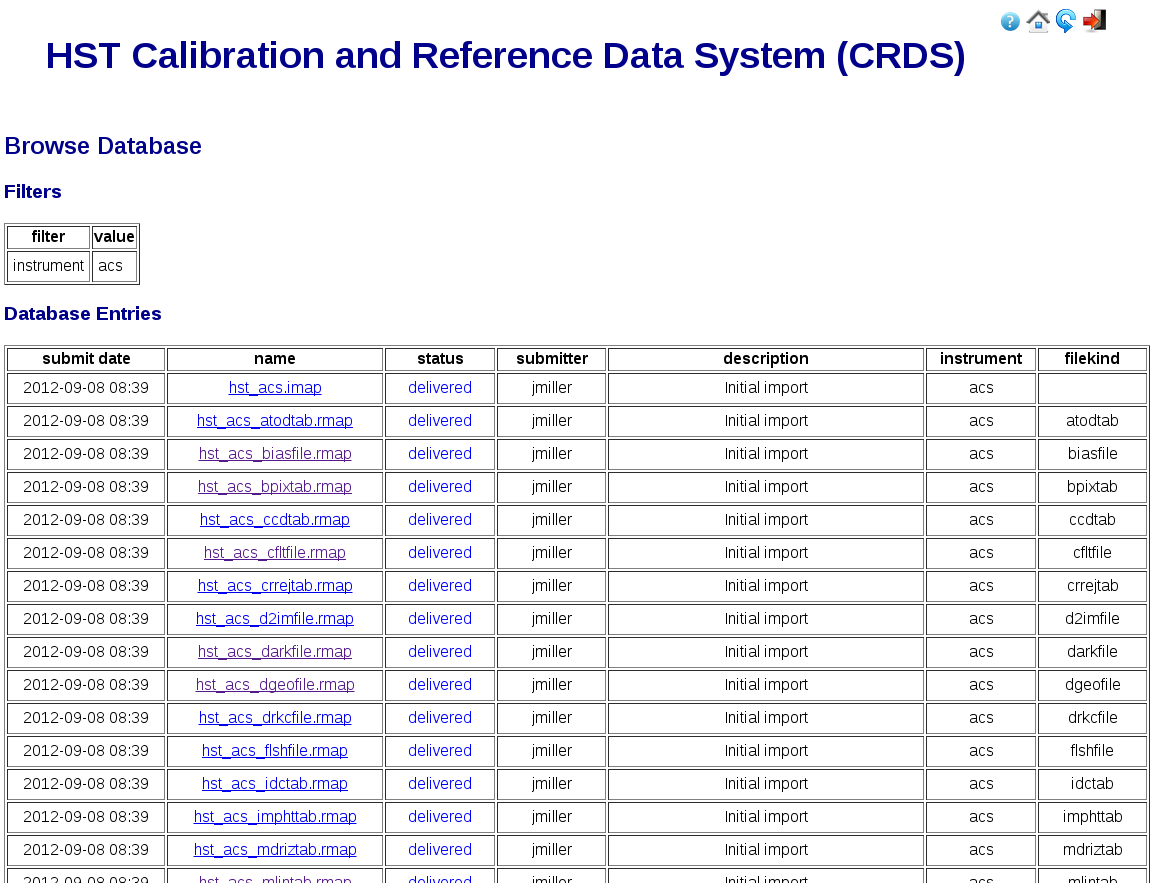 HST Calibration and Reference Data System (CRDS)
Browse Database
Filters
filter value
instrument acs
Database Entries
submit date name status submitter description instrument filekind
2012-09-08 08:39 hst_acs.imap delivered jmiller Initial import acs
2012-09-08 08:39 hst_acs_atodtab.rmap delivered jmiller Initial import acs atodtab
2012-09-08 08:39 hst_acs_biasfile.rmap delivered jmiller Initial import acs biasfile
2012-09-08 08:39 hst_acs_bpixtab.rmap delivered jmiller Initial import acs bpixtab
2012-09-08 08:39 hst_acs_ccdtab.rmap delivered jmiller Initial import acs ccdtab
2012-09-08 08:39 hst_acs_cfltfile.rmap delivered jmiller Initial import acs cfltfile
2012-09-08 08:39 hst_acs_crrejtab.rmap delivered jmiller Initial import acs crrejtab
2012-09-08 08:39 hst_acs_d2imfile.rmap delivered jmiller Initial import acs d2imfile
2012-09-08 08:39 hst_acs_darkfile.rmap delivered jmiller Initial import acs darkfile
2012-09-08 08:39 hst_acs_dgeofile.rmap delivered jmiller Initial import acs dgeofile
2012-09-08 08:39 hst_acs_drkcfile.rmap delivered jmiller Initial import acs drkcfile
2012-09-08 08:39 hst_acs_flshfile.rmap delivered jmiller Initial import acs flshfile
2012-09-08 08:39 hst_acs_idctab.rmap delivered jmiller Initial import acs idctab
2012-09-08 08:39 hst_acs_imphttab.rmap delivered jmiller Initial import acs imphttab
2012-09-08 08:39 hst_acs_mdriztab.rmap delivered jmiller Initial import acs mdriztab
2012-09-08 08:39 hst_acs_mlintab.rmap delivered jmiller Initial import acs mlintab